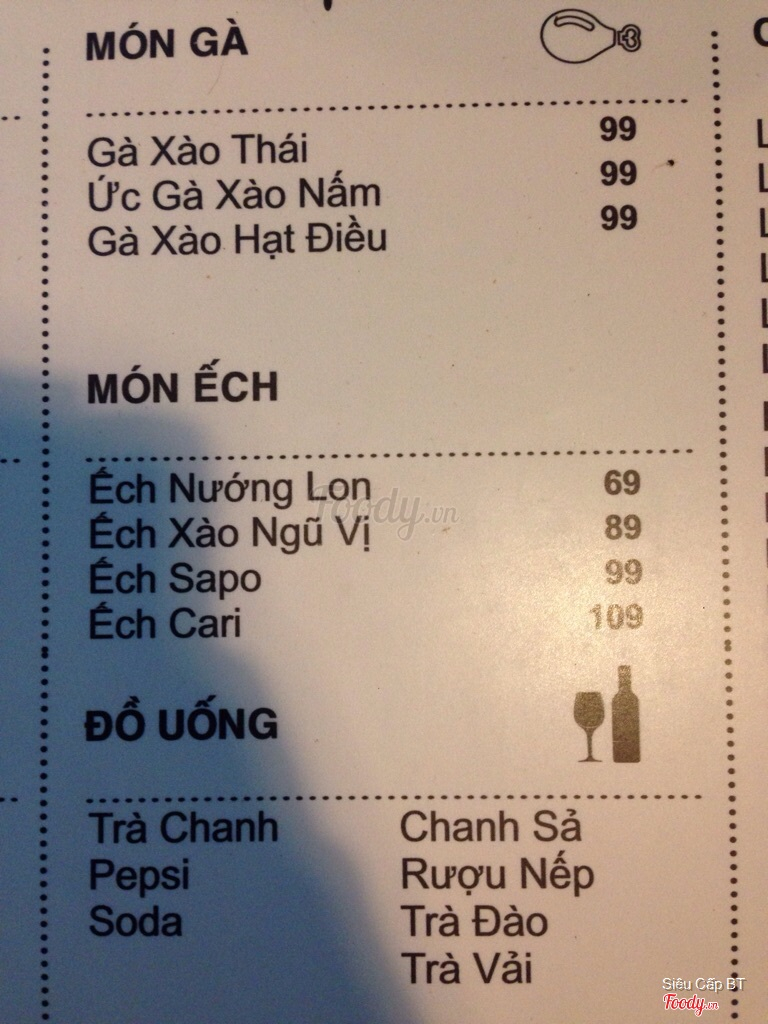 MÓN GÀ
Gà Xào Thái 99
Ức Gà Xào Nấm 99
Gà Xào Hạt Điều 99
MÓN ẾCH
Ếch Nướng Lon 69
Ếch Xào Ngũ Vị 89
Ếch Sapo 99
Ếch Cari 109
Foody.vn
ĐỒ UỐNG
Trà Chanh Chanh Sả
Pepsi Rượu Nếp
Soda Trà Đào
Trà Vải
Siêu Cấp BT
Foody.vn